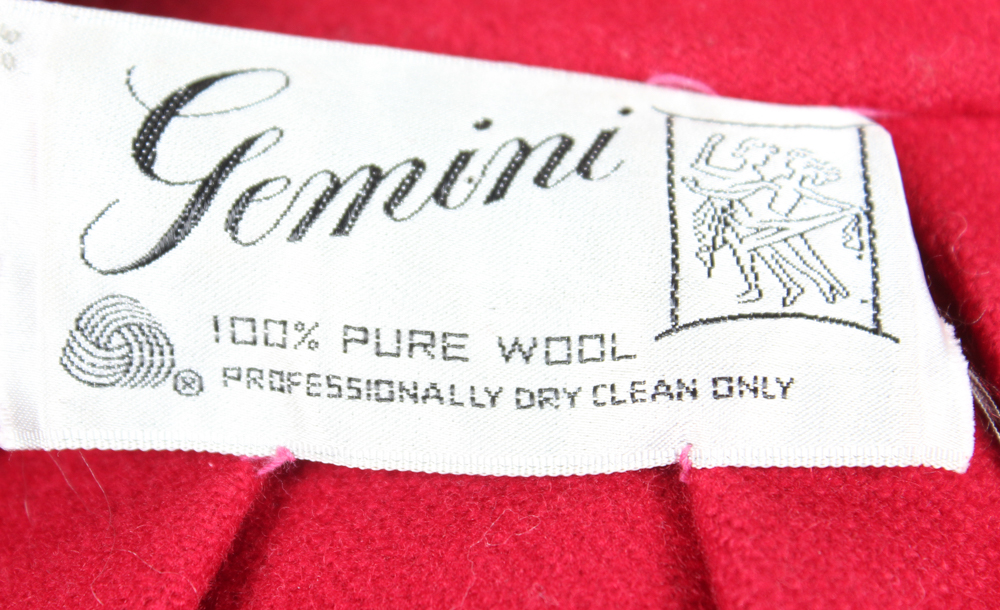 Gemini
100% PURE WOOL
®
PROFESSIONALLY DRY CLEAN ONLY